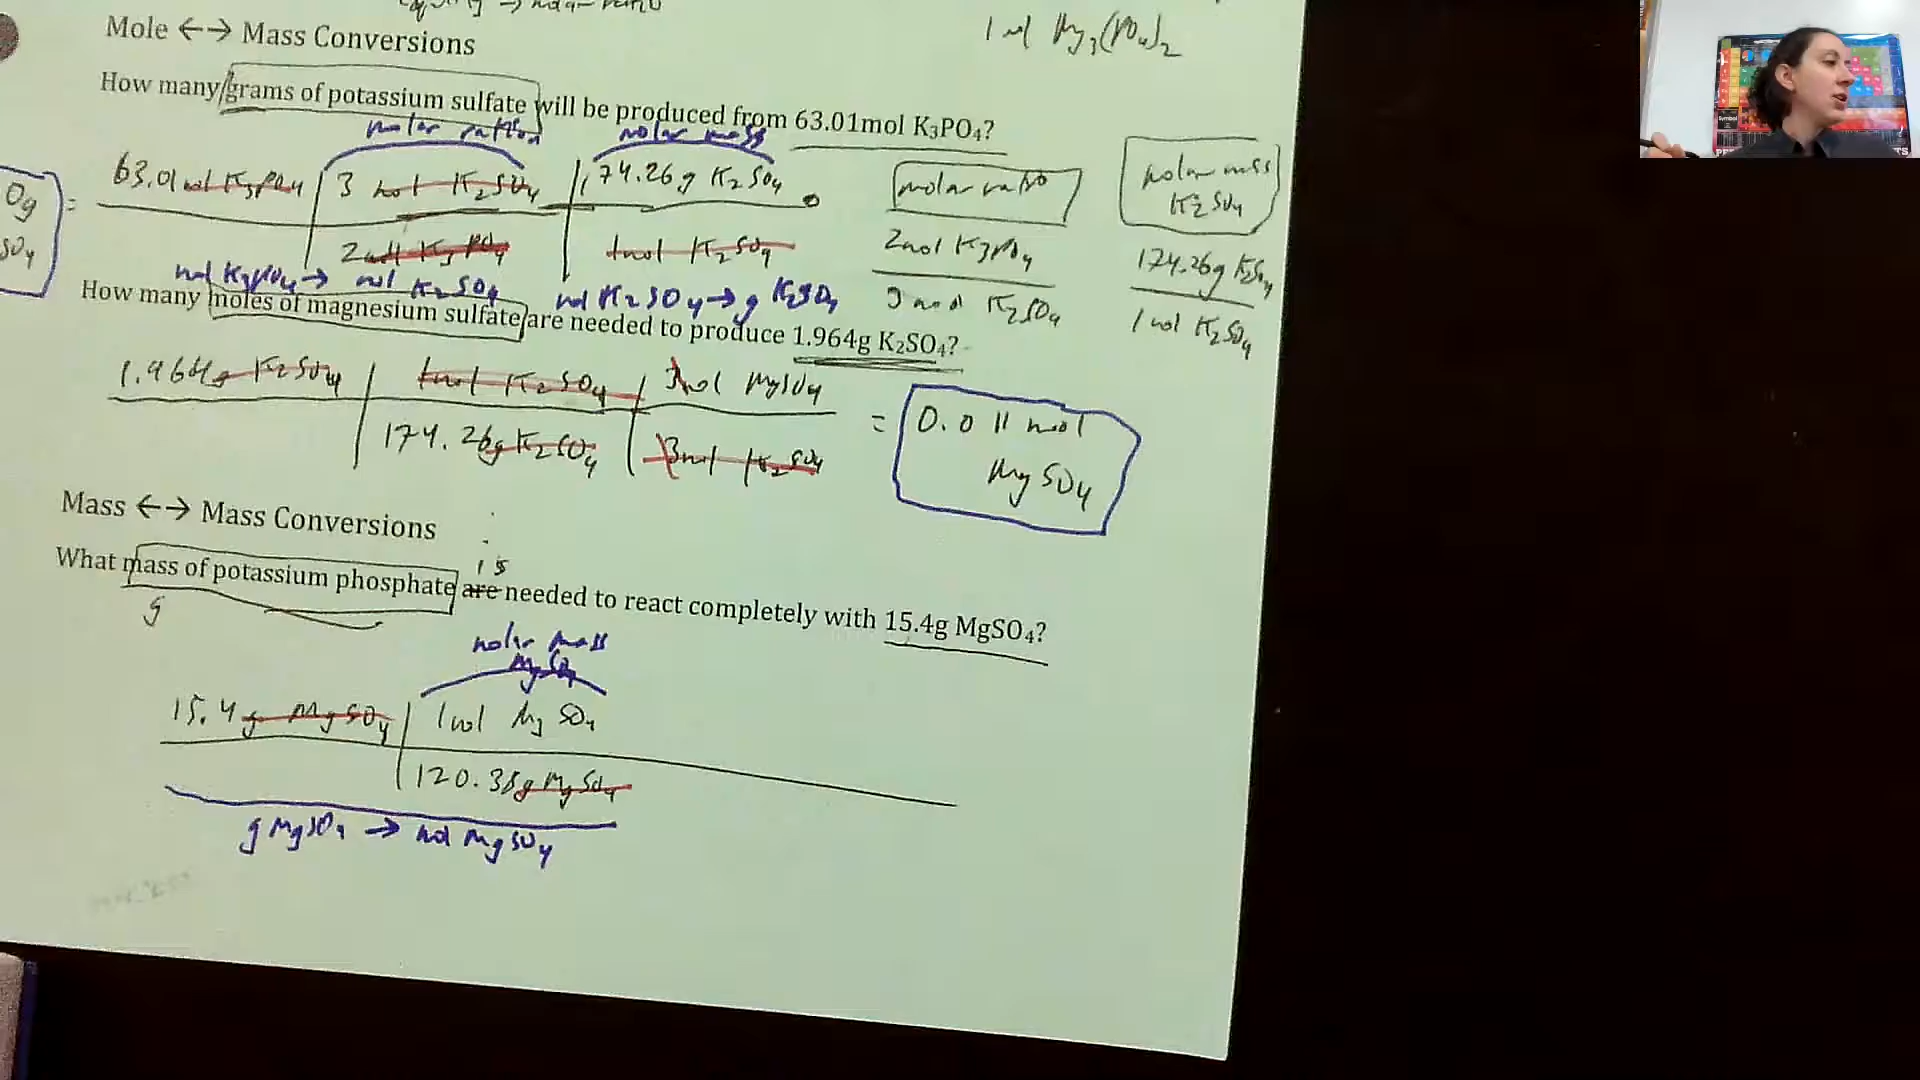 1 mol Mg3(PO4)2
Mole ←→ Mass Conversions
How many grams of potassium sulfate will be produced from 63.01mol K3PO4?
molar ratio molar mass
63.01 mol K3PO4 3 mol K2SO4 174.26 g K2SO4
2 mol K3PO4 1 mol K2SO4
0g
SO4
=
molar ratio
2 mol K3PO4
3 mol K2SO4
molar mass
K2SO4
174.26g K2SO4
1 mol K2SO4
mol K3PO4 → mol K2SO4 mol K2SO4 → g K2SO4
How many moles of magnesium sulfate are needed to produce 1.964g K2SO4?
1.964g K2SO4 1 mol K2SO4 3 mol MgSO4
174.26g K2SO4 3 mol K2SO4
= 0.011 mol
MgSO4
Mass ←→ Mass Conversions
is
What mass of potassium phosphate are needed to react completely with 15.4g MgSO4?
g
molar mass
MgSO4
15.4g MgSO4 1 mol MgSO4
120.38g MgSO4
g MgSO4 → mol MgSO4